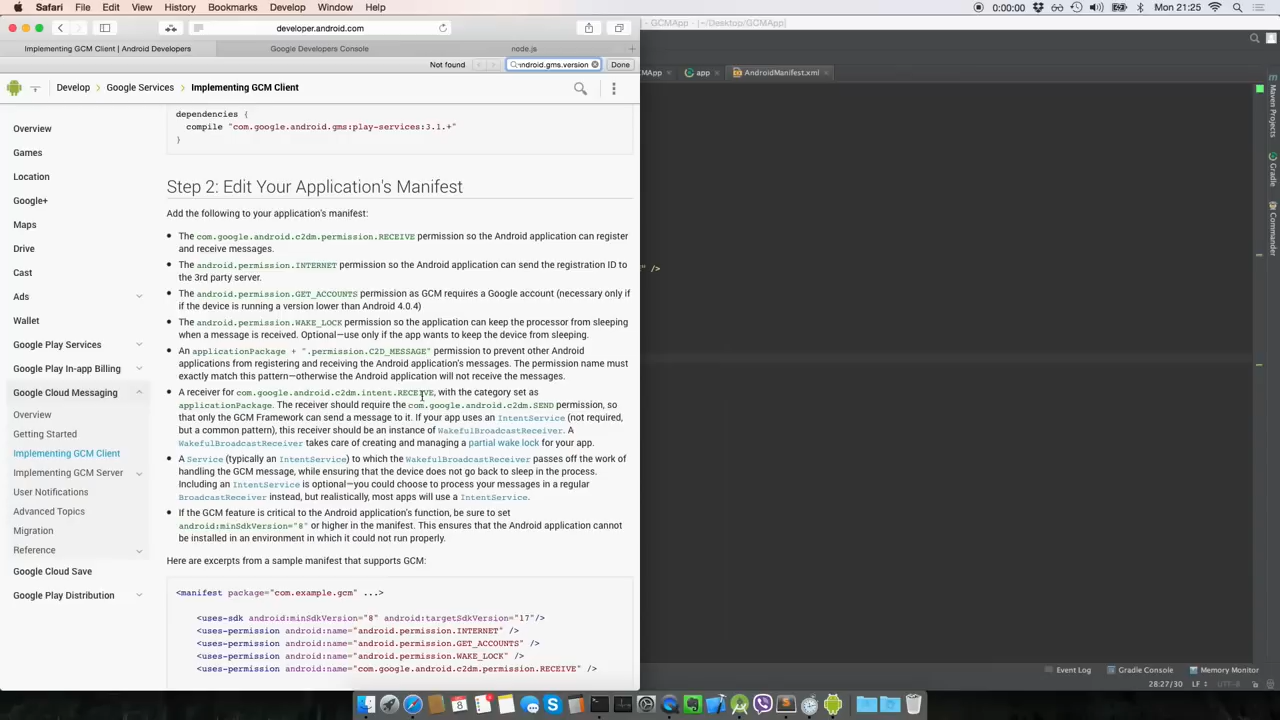 Safari File Edit View History Bookmarks Develop Window Help
0:00:00 Mon 21:25
developer.android.com
GCMApp - [~/Desktop/GCMApp]
Implementing GCM Client | Android Developers
Google Developers Console
node.js
Not found
ndroid.gms.version
Done
MApp
app
AndroidManifest.xml
Develop
Google Services
Implementing GCM Client
Overview
Games
Location
Google+
Maps
Drive
Cast
Ads
Wallet
Google Play Services
Google Play In-app Billing
Google Cloud Messaging
Overview
Getting Started
Implementing GCM Client
Implementing GCM Server
User Notifications
Advanced Topics
Migration
Reference
Google Cloud Save
Google Play Distribution
dependencies {
compile "com.google.android.gms:play-services:3.1.+"
}
Step 2: Edit Your Application's Manifest
Add the following to your application's manifest:
The com.google.android.c2dm.permission.RECEIVE permission so the Android application can register
and receive messages.
The android.permission.INTERNET permission so the Android application can send the registration ID to
the 3rd party server.
The android.permission.GET_ACCOUNTS permission as GCM requires a Google account (necessary only if
if the device is running a version lower than Android 4.0.4)
The android.permission.WAKE_LOCK permission so the application can keep the processor from sleeping
when a message is received. Optional—use only if the app wants to keep the device from sleeping.
An applicationPackage + ".permission.C2D_MESSAGE" permission to prevent other Android
applications from registering and receiving the Android application's messages. The permission name must
exactly match this pattern—otherwise the Android application will not receive the messages.
A receiver for com.google.android.c2dm.intent.RECEIVE, with the category set as
applicationPackage. The receiver should require the com.google.android.c2dm.SEND permission, so
that only the GCM Framework can send a message to it. If your app uses an IntentService (not required,
but a common pattern), this receiver should be an instance of WakefulBroadcastReceiver. A
WakefulBroadcastReceiver takes care of creating and managing a partial wake lock for your app.
A Service (typically an IntentService) to which the WakefulBroadcastReceiver passes off the work of
handling the GCM message, while ensuring that the device does not go back to sleep in the process.
Including an IntentService is optional—you could choose to process your messages in a regular
BroadcastReceiver instead, but realistically, most apps will use a IntentService.
If the GCM feature is critical to the Android application's function, be sure to set
android:minSdkVersion="8" or higher in the manifest. This ensures that the Android application cannot
be installed in an environment in which it could not run properly.
Here are excerpts from a sample manifest that supports GCM:
<manifest package="com.example.gcm" ...>
<uses-sdk android:minSdkVersion="8" android:targetSdkVersion="17"/>
<uses-permission android:name="android.permission.INTERNET" />
<uses-permission android:name="android.permission.GET_ACCOUNTS" />
<uses-permission android:name="android.permission.WAKE_LOCK" />
<uses-permission android:name="com.google.android.c2dm.permission.RECEIVE" />
" />
Maven Projects
Gradle
Commander
Event Log
Gradle Console
Memory Monitor
28:27/30 LF UTF-8